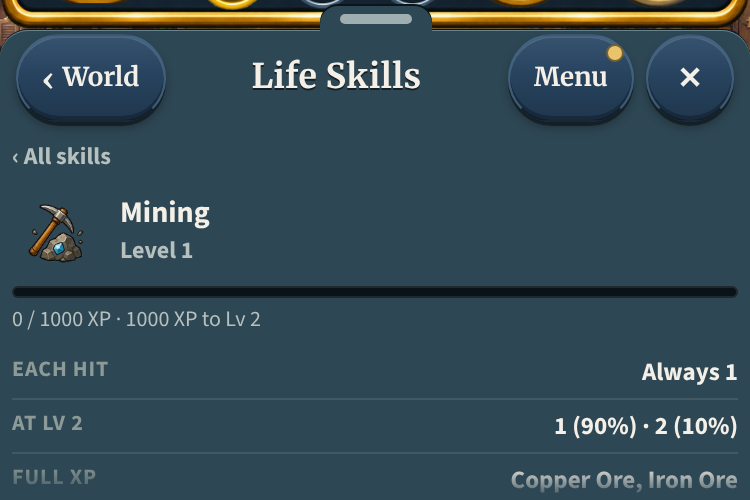 ‹ World
Life Skills
Menu
×
‹ All skills
Mining
Level 1
0 / 1000 XP · 1000 XP to Lv 2
EACH HIT
Always 1
AT LV 2
1 (90%) · 2 (10%)
FULL XP
Copper Ore, Iron Ore